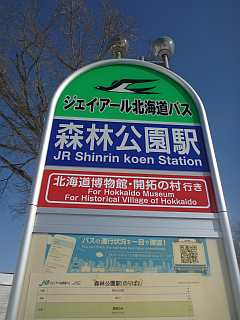 ジェイアール北海道バス
森林公園駅
JR Shinrin koen Station
北海道博物館・開拓の村 行き
For Hokkaido Museum
For Historical Village of Hokkaido
バスの運行状況を一目で確認!
森林公園駅